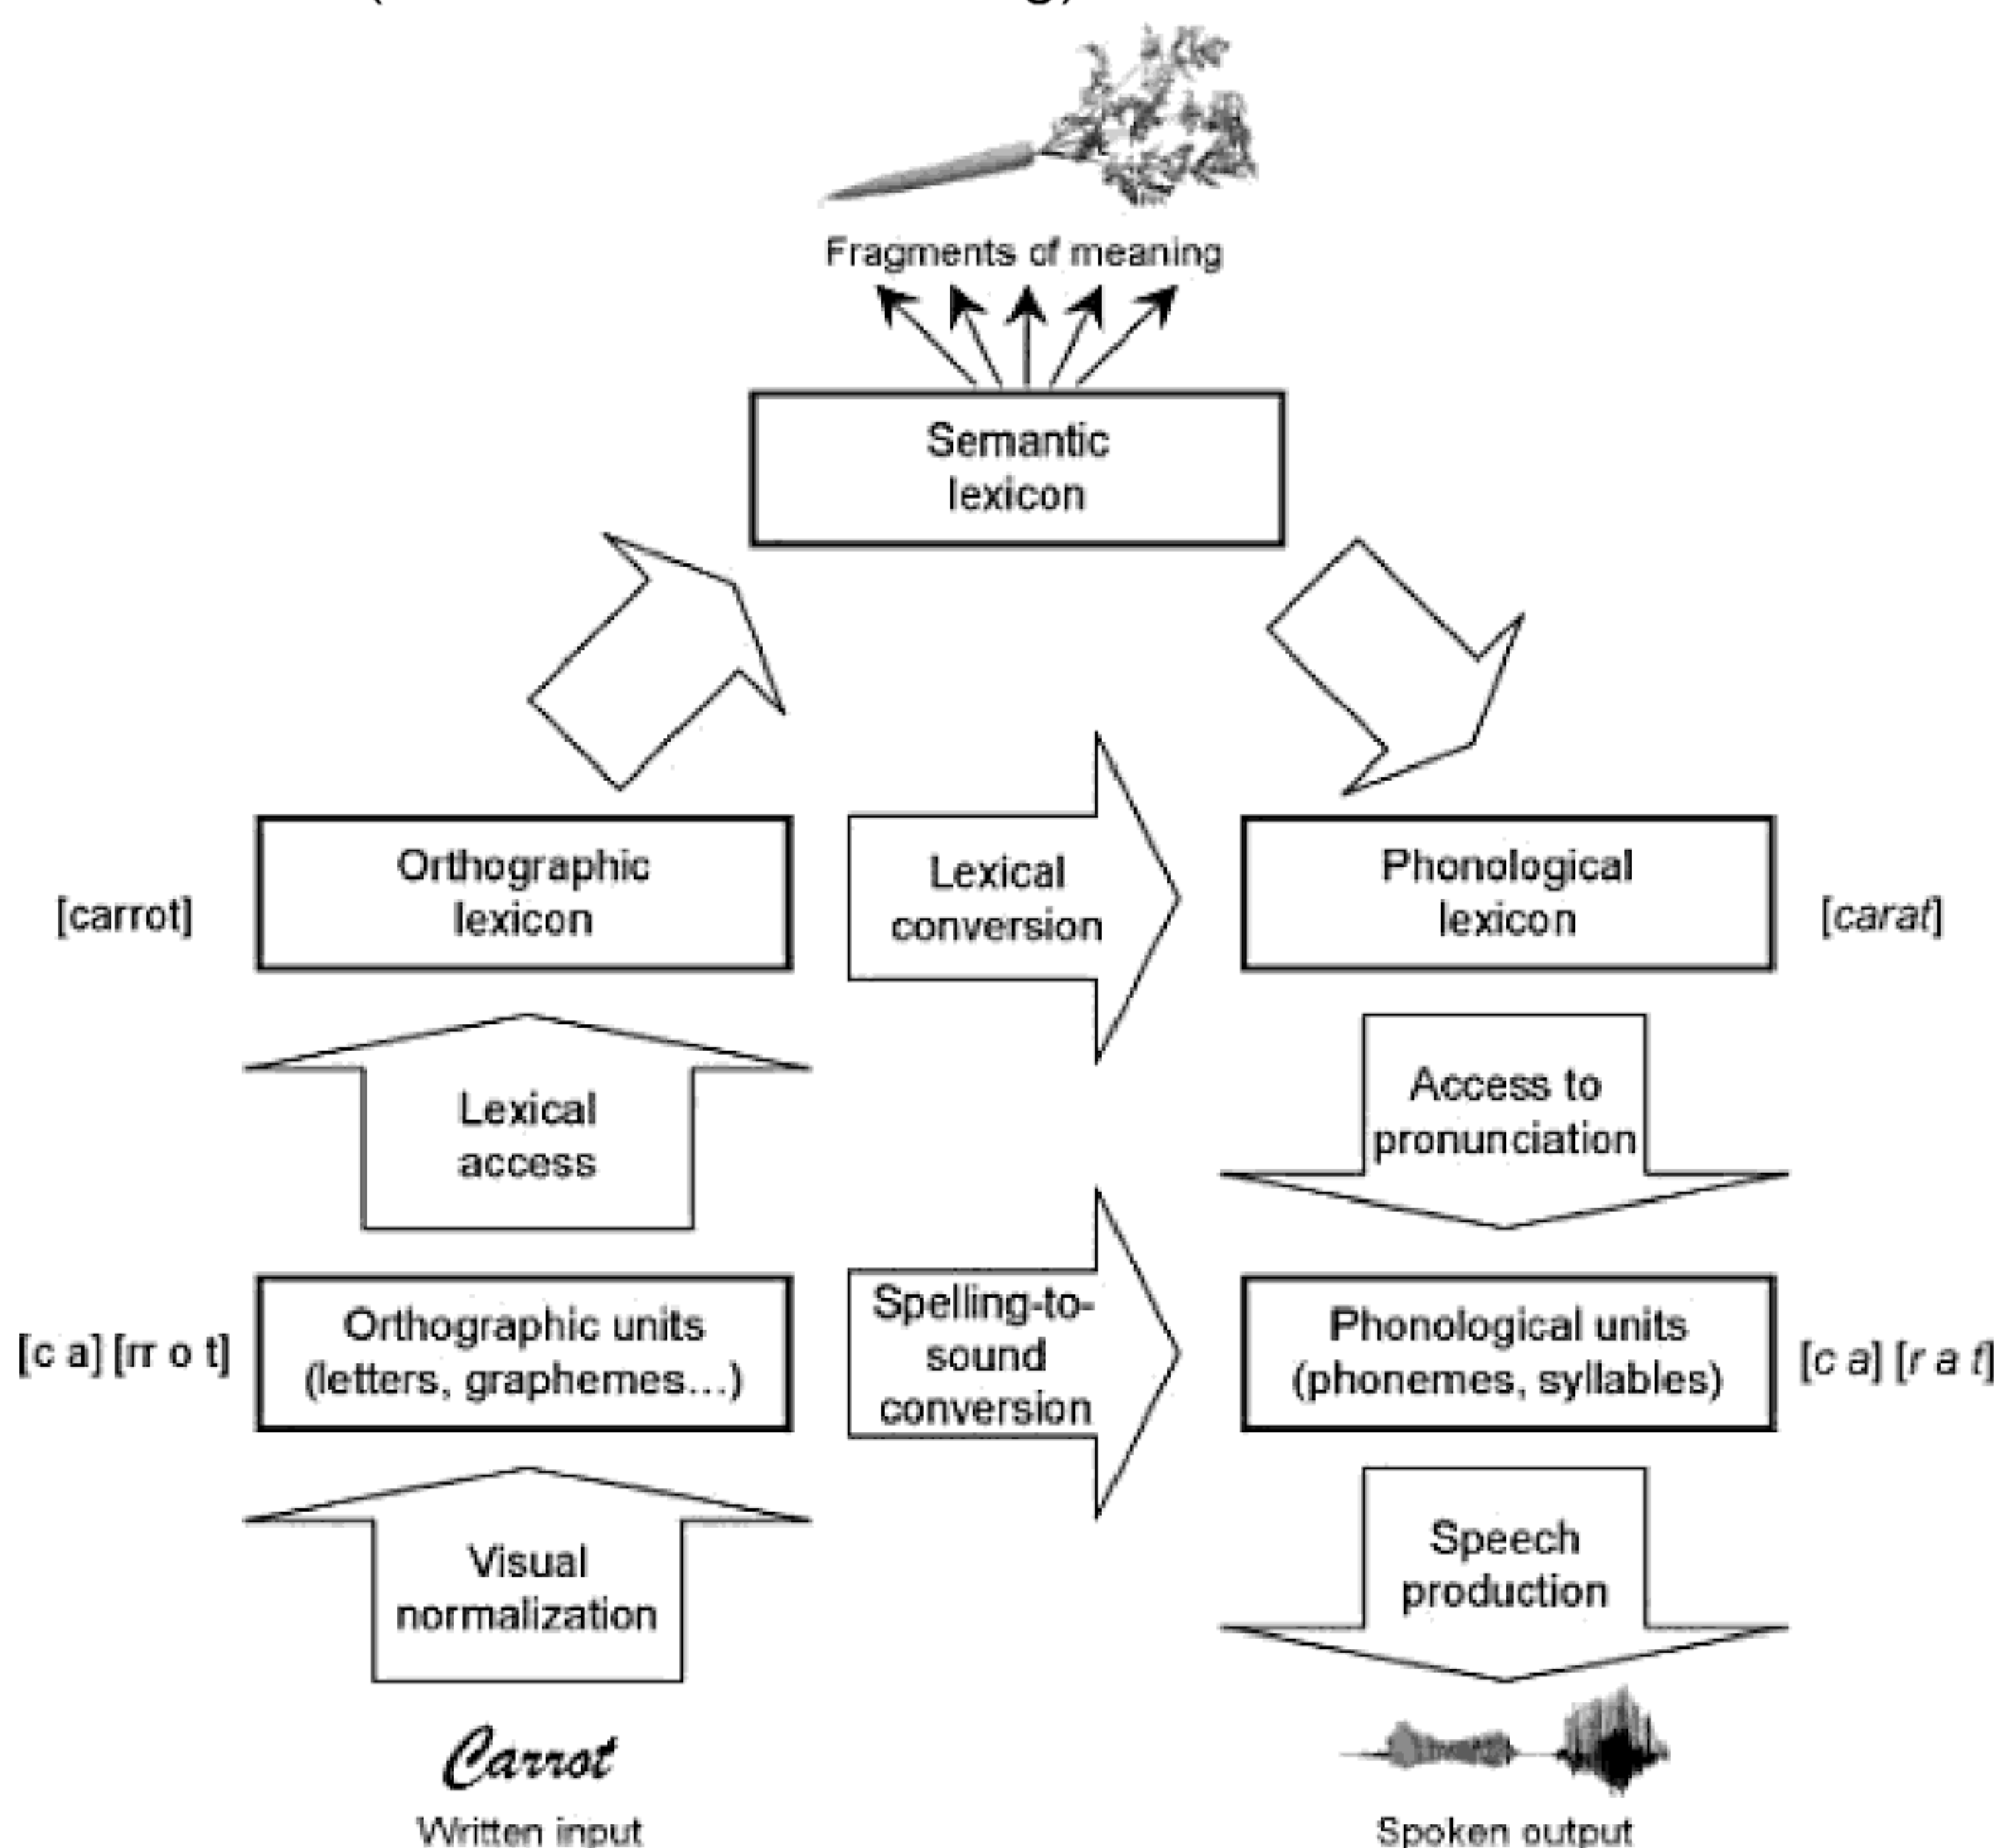 Fragments of meaning
Semantic
lexicon
Orthographic
lexicon
[carrot]
Lexical
conversion
Phonological
lexicon
[carat]
Lexical
access
Access to
pronunciation
Orthographic units
(letters, graphemes...)
[c a] [rr o t]
Spelling-to-
sound
conversion
Phonological units
(phonemes, syllables)
[c a] [r a t]
Visual
normalization
Speech
production
Carrot
Written input
Spoken output